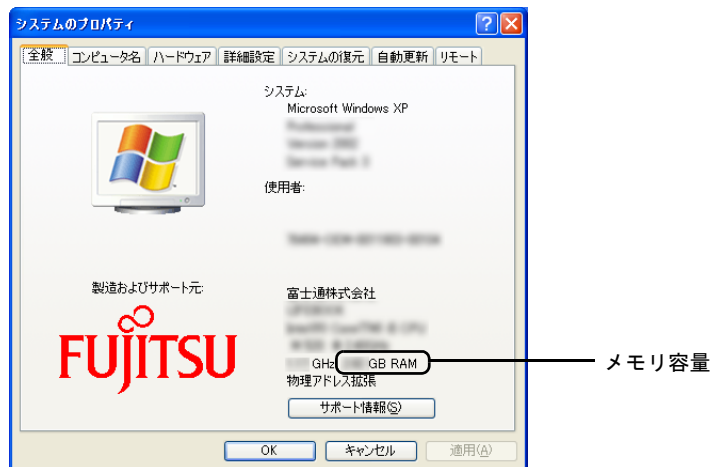 システムのプロパティ
全般 コンピュータ名 ハードウェア 詳細設定 システムの復元 自動更新 リモート
システム:
Microsoft Windows XP
使用者:
製造およびサポート元:
富士通株式会社
FUJITSU
GHz GB RAM
メモリ容量
物理アドレス拡張
サポート情報(S)
OK キャンセル 適用(A)